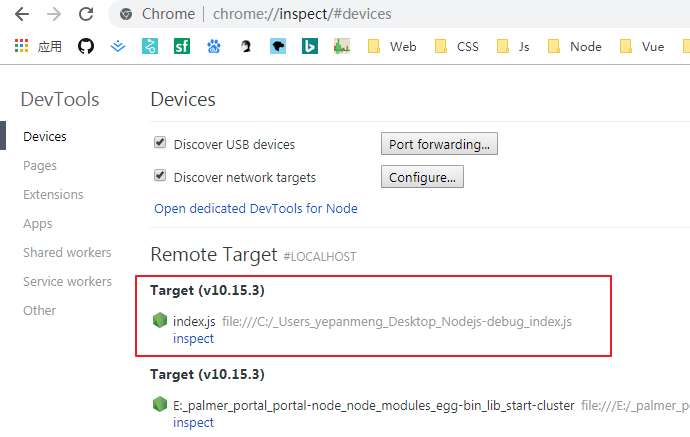 Chrome | chrome://inspect/#devices
应用 Web CSS Js Node Vue
DevTools
Devices
Pages
Extensions
Apps
Shared workers
Service workers
Other
Devices
Discover USB devices Port forwarding...
Discover network targets Configure...
Open dedicated DevTools for Node
Remote Target #LOCALHOST
Target (v10.15.3)
index.js file:///C:/_Users_yepanmeng_Desktop_Nodejs-debug_index.js
inspect
Target (v10.15.3)
E:_palmer_portal_portal-node_node_modules_egg-bin_lib_start-cluster file:///E:/_palmer_p
inspect